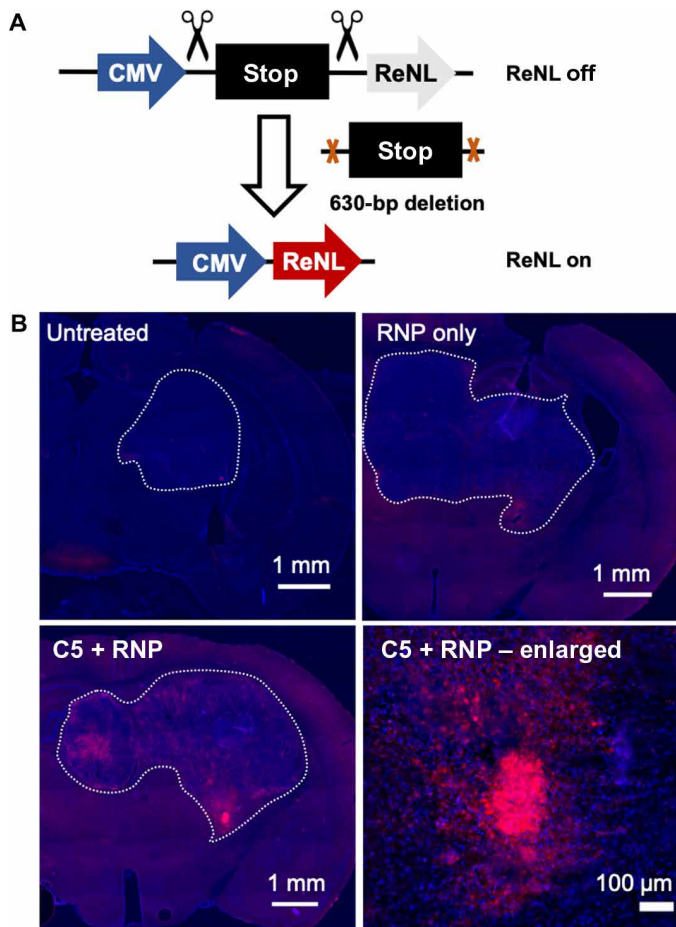 A
CMV Stop ReNL ReNL off
Stop
630-bp deletion
CMV ReNL ReNL on
B
Untreated RNP only
1 mm 1 mm
C5 + RNP C5 + RNP – enlarged
1 mm 100 µm